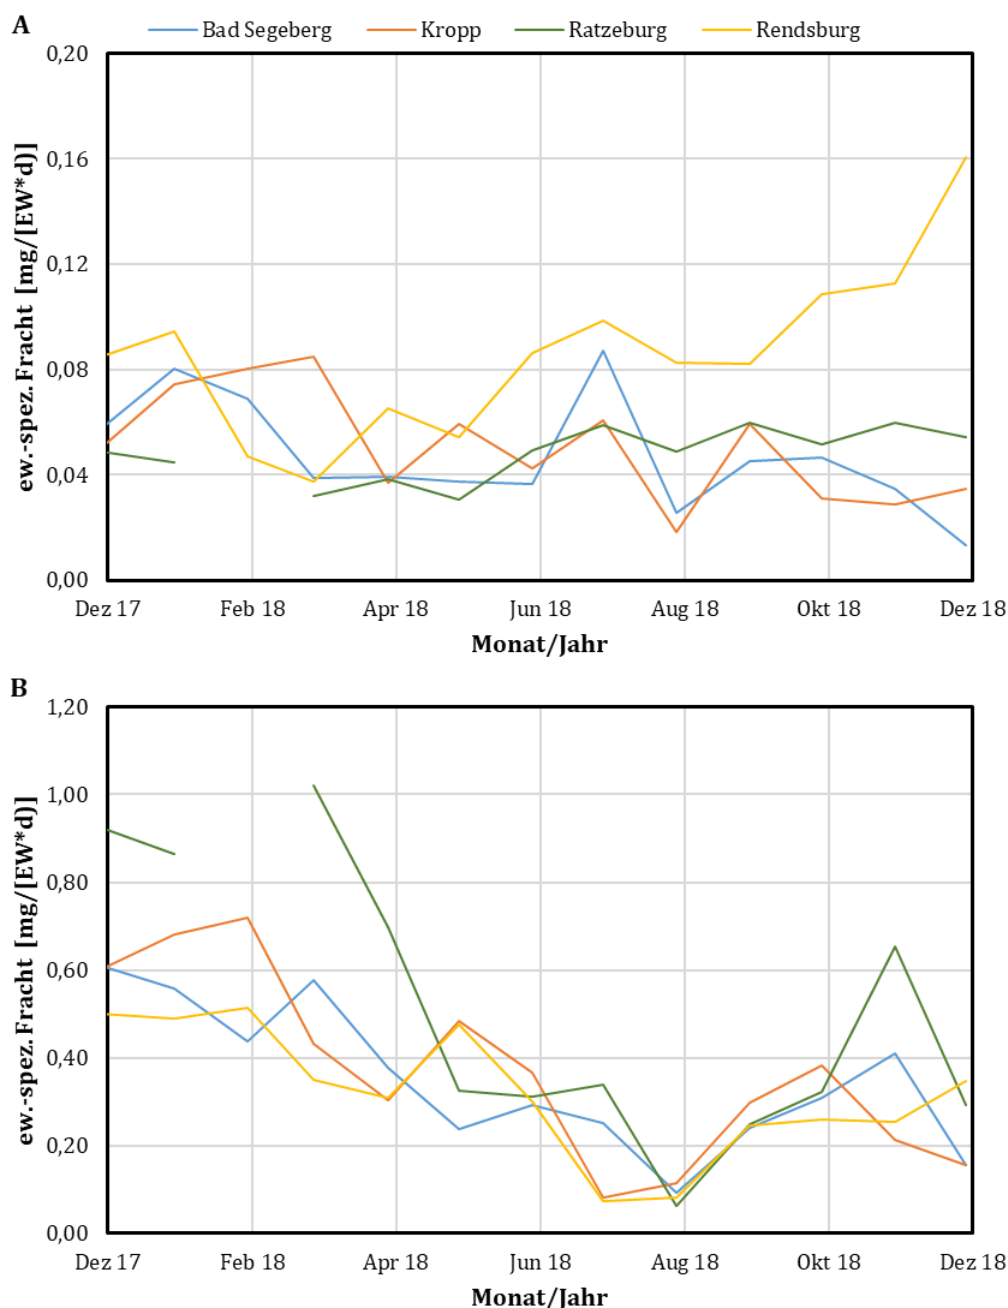 A
Bad Segeberg Kropp Ratzeburg Rendsburg
0,20
0,16
0,12
0,08
0,04
0,00
ew.-spez. Fracht [mg/[EW*d)]
Dez 17 Feb 18 Apr 18 Jun 18 Aug 18 Okt 18 Dez 18
Monat/Jahr
B
1,20
1,00
0,80
0,60
0,40
0,20
0,00
ew.-spez. Fracht [mg/[EW*d)]
Dez 17 Feb 18 Apr 18 Jun 18 Aug 18 Okt 18 Dez 18
Monat/Jahr